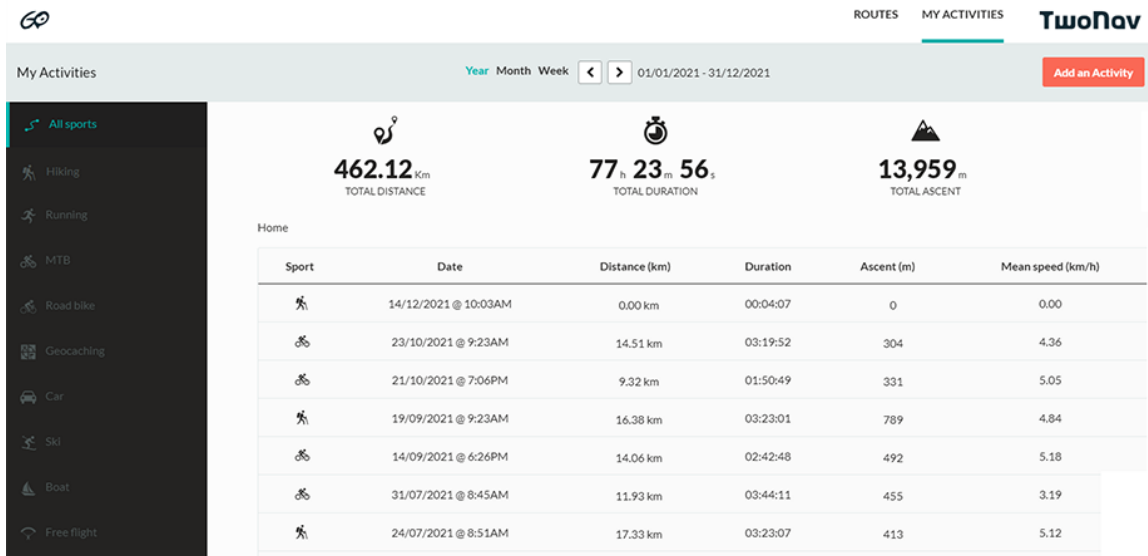 GO
ROUTES MY ACTIVITIES TwoNav
My Activities Year Month Week < > 01/01/2021 - 31/12/2021 Add an Activity
All sports
Hiking
Running
MTB
Road bike
Geocaching
Car
Ski
Boat
Free flight
462.12 Km
TOTAL DISTANCE
77 h 23 m 56 s
TOTAL DURATION
13,959 m
TOTAL ASCENT
Home
Sport Date Distance (km) Duration Ascent (m) Mean speed (km/h)
14/12/2021 @ 10:03AM 0.00 km 00:04:07 0 0.00
23/10/2021 @ 9:23AM 14.51 km 03:19:52 304 4.36
21/10/2021 @ 7:06PM 9.32 km 01:50:49 331 5.05
19/09/2021 @ 9:23AM 16.38 km 03:23:01 789 4.84
14/09/2021 @ 6:26PM 14.06 km 02:42:48 492 5.18
31/07/2021 @ 8:45AM 11.93 km 03:44:11 455 3.19
24/07/2021 @ 8:51AM 17.33 km 03:23:07 413 5.12